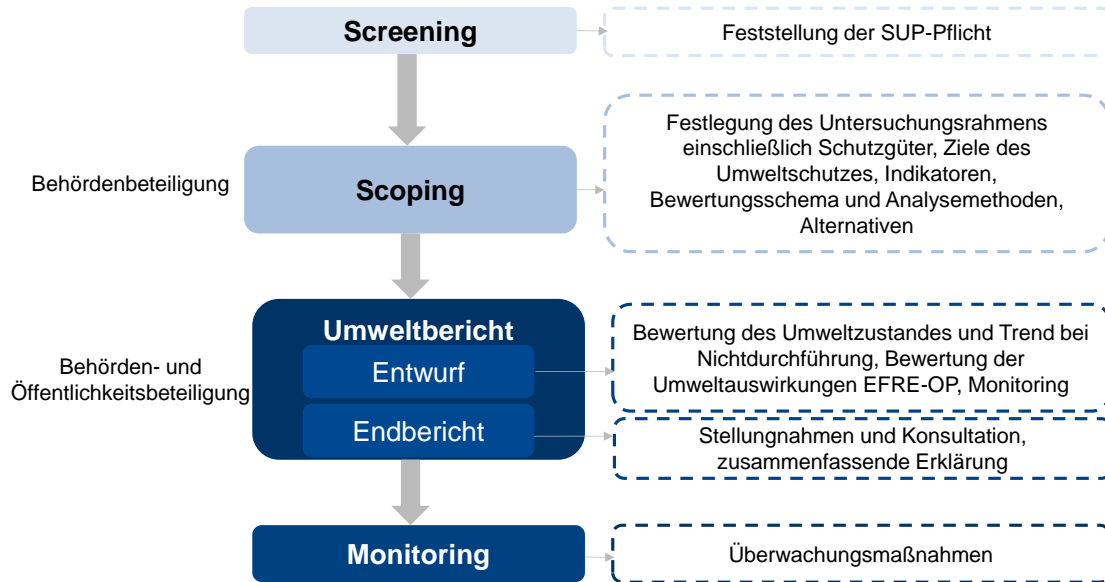 Screening
Feststellung der SUP-Pflicht
Behördenbeteiligung
Scoping
Festlegung des Untersuchungsrahmens
einschließlich Schutzgüter, Ziele des
Umweltschutzes, Indikatoren,
Bewertungsschema und Analysemethoden,
Alternativen
Behörden- und
Öffentlichkeitsbeteiligung
Umweltbericht
Entwurf
Bewertung des Umweltzustandes und Trend bei
Nichtdurchführung, Bewertung der
Umweltauswirkungen EFRE-OP, Monitoring
Endbericht
Stellungnahmen und Konsultation,
zusammenfassende Erklärung
Monitoring
Überwachungsmaßnahmen